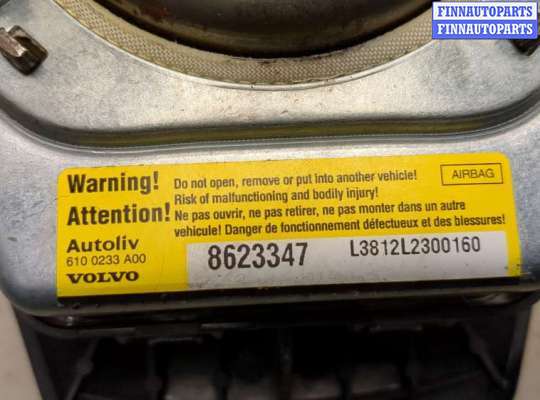 FINNAUTOPARTS
FINNAUTOPARTS
Warning! Do not open, remove or put into another vehicle!
Risk of malfunctioning and bodily injury!
AIRBAG
Attention! Ne pas ouvrir, ne pas retirer, ne pas monter dans un autre
véhicule! Danger de fonctionnement défectueux et des blessures!
Autoliv
610 0233 A00
VOLVO
8623347
L3812L2300160